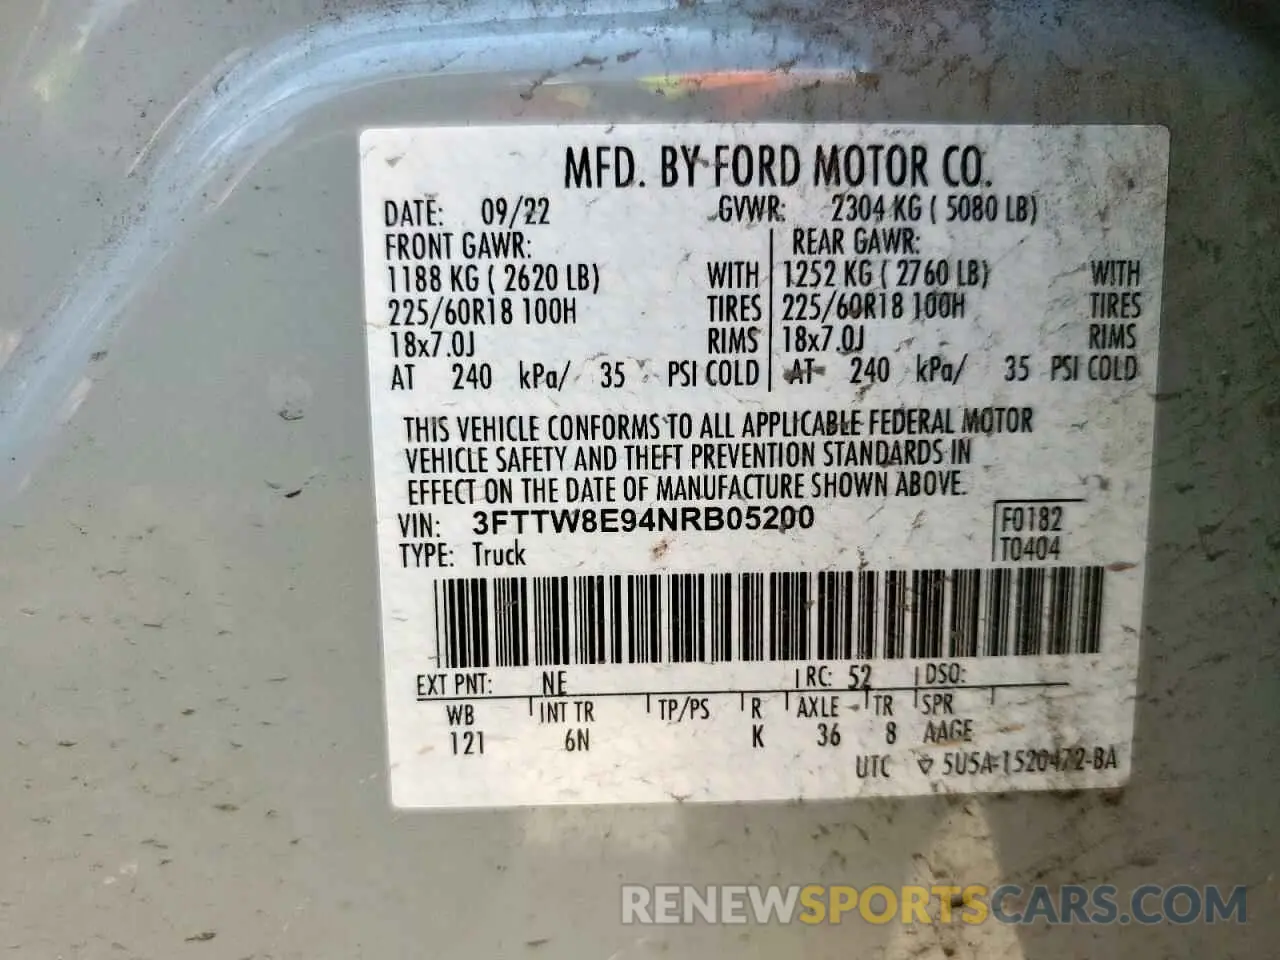 MFD. BY FORD MOTOR CO.
DATE: 09/22 GVWR: 2304 KG ( 5080 LB)
FRONT GAWR: REAR GAWR:
1188 KG ( 2620 LB) WITH 1252 KG ( 2760 LB) WITH
225/60R18 100H TIRES 225/60R18 100H TIRES
18x7.0J RIMS 18x7.0J RIMS
AT 240 kPa/ 35 PSI COLD AT 240 kPa/ 35 PSI COLD
THIS VEHICLE CONFORMS TO ALL APPLICABLE FEDERAL MOTOR
VEHICLE SAFETY AND THEFT PREVENTION STANDARDS IN
EFFECT ON THE DATE OF MANUFACTURE SHOWN ABOVE.
VIN: 3FTTW8E94NRB05200 F0182
TYPE: Truck T0404
EXT PNT: NE RC: 52 DSO:
WB INT TR TP/PS R AXLE TR SPR
121 6N K 36 8 AAGE
UTC 5U5A-1520472-BA
RENEWSPORTSCARS.COM